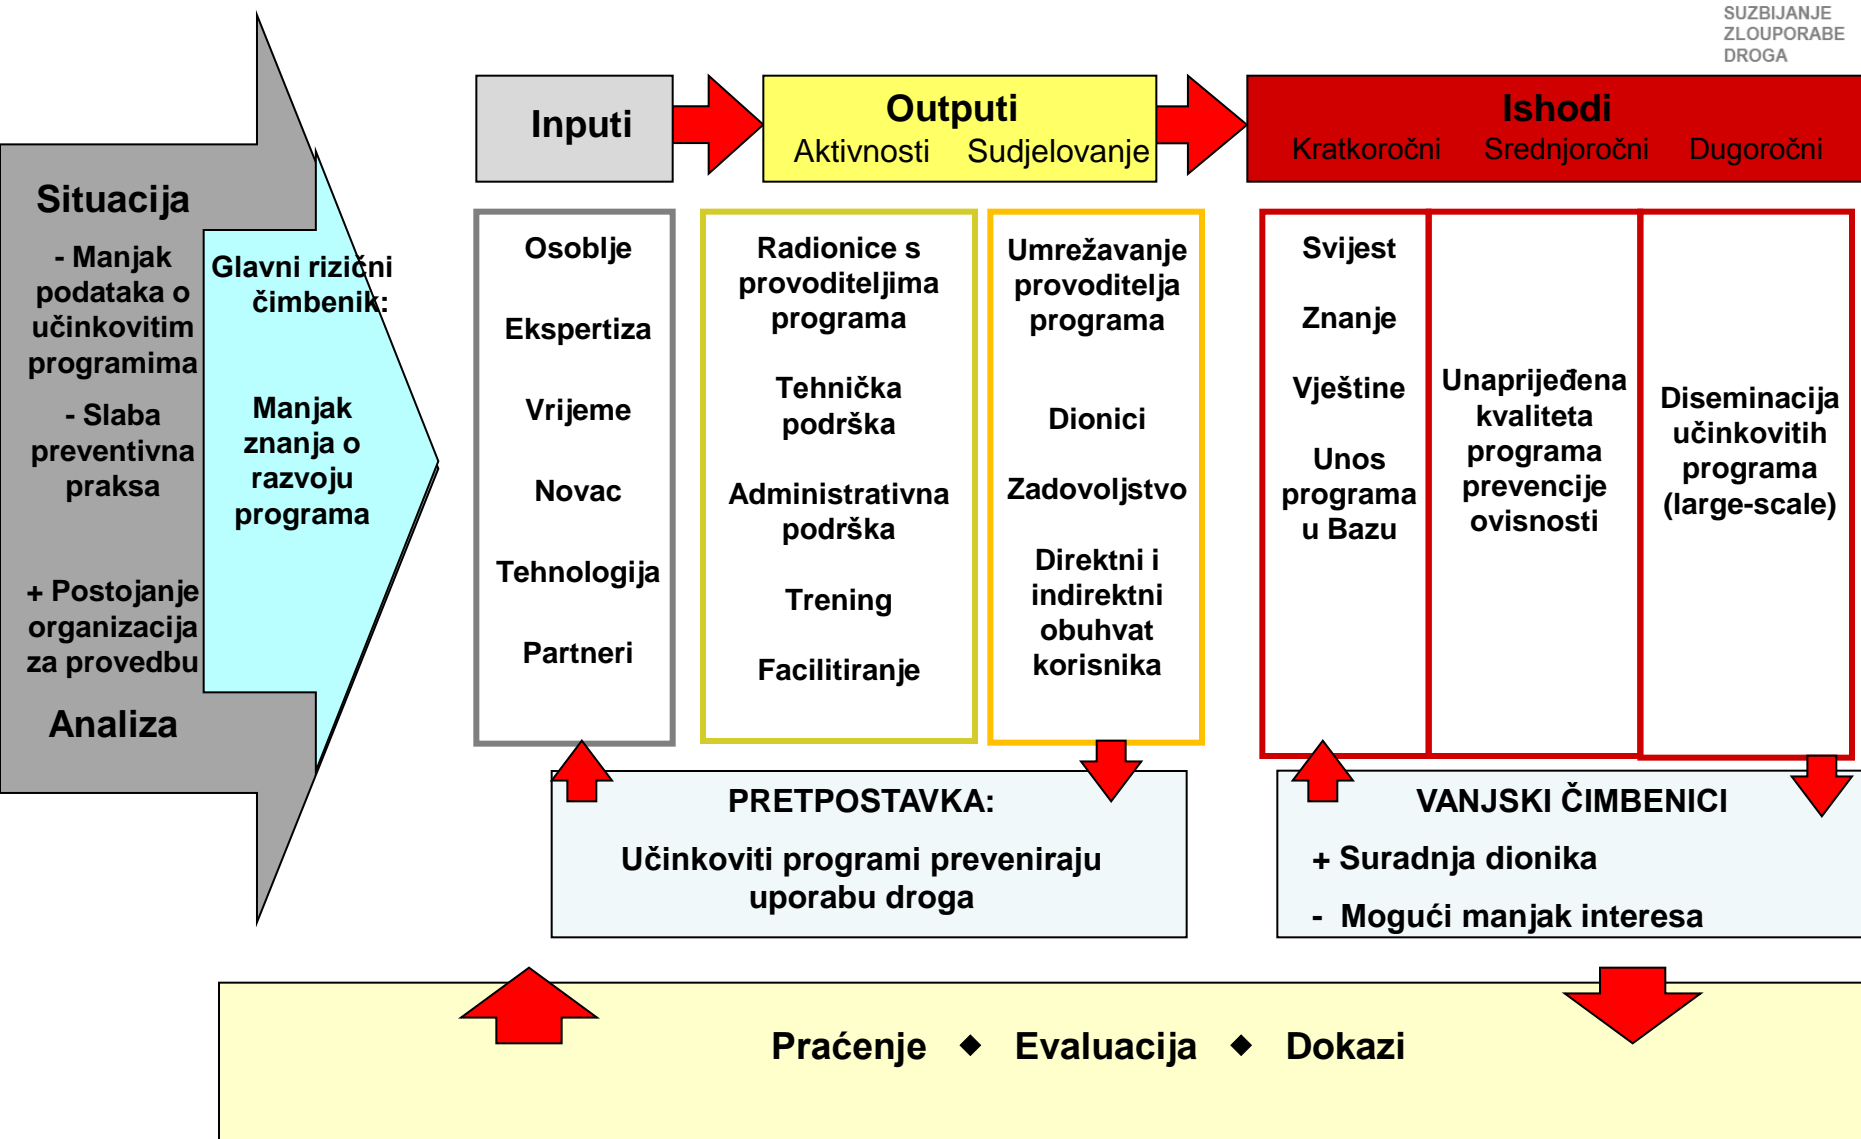 SUZBIJANJE
ZLOUPORABE
DROGA
Situacija
- Manjak
podataka o
učinkovitim
programima
- Slaba
preventivna
praksa
+ Postojanje
organizacija
za provedbu
Analiza
Glavni rizični
čimbenik:
Manjak
znanja o
razvoju
programa
Inputi
Osoblje
Ekspertiza
Vrijeme
Novac
Tehnologija
Partneri
Outputi
Aktivnosti Sudjelovanje
Radionice s
provoditeljima
programa
Tehnička
podrška
Administrativna
podrška
Trening
Facilitiranje
Umrežavanje
provoditelja
programa
Dionici
Zadovoljstvo
Direktni i
indirektni
obuhvat
korisnika
Ishodi
Kratkoročni Srednjoročni Dugoročni
Svijest
Znanje
Vještine
Unos
programa
u Bazu
Unaprijeđena
kvaliteta
programa
prevencije
ovisnosti
Diseminacija
učinkovitih
programa
(large-scale)
PRETPOSTAVKA:
Učinkoviti programi preveniraju
uporabu droga
VANJSKI ČIMBENICI
+ Suradnja dionika
- Mogući manjak interesa
Praćenje ◆ Evaluacija ◆ Dokazi